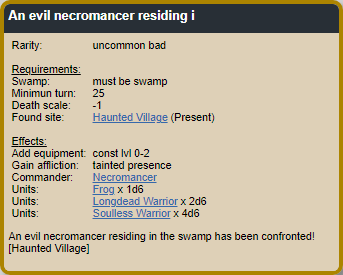 An evil necromancer residing i
Rarity: uncommon bad
Requirements:
Swamp: must be swamp
Minimun turn: 25
Death scale: -1
Found site: Haunted Village (Present)
Effects:
Add equipment: const lvl 0-2
Gain affliction: tainted presence
Commander: Necromancer
Units: Frog x 1d6
Units: Longdead Warrior x 2d6
Units: Soulless Warrior x 4d6
An evil necromancer residing in the swamp has been confronted!
[Haunted Village]